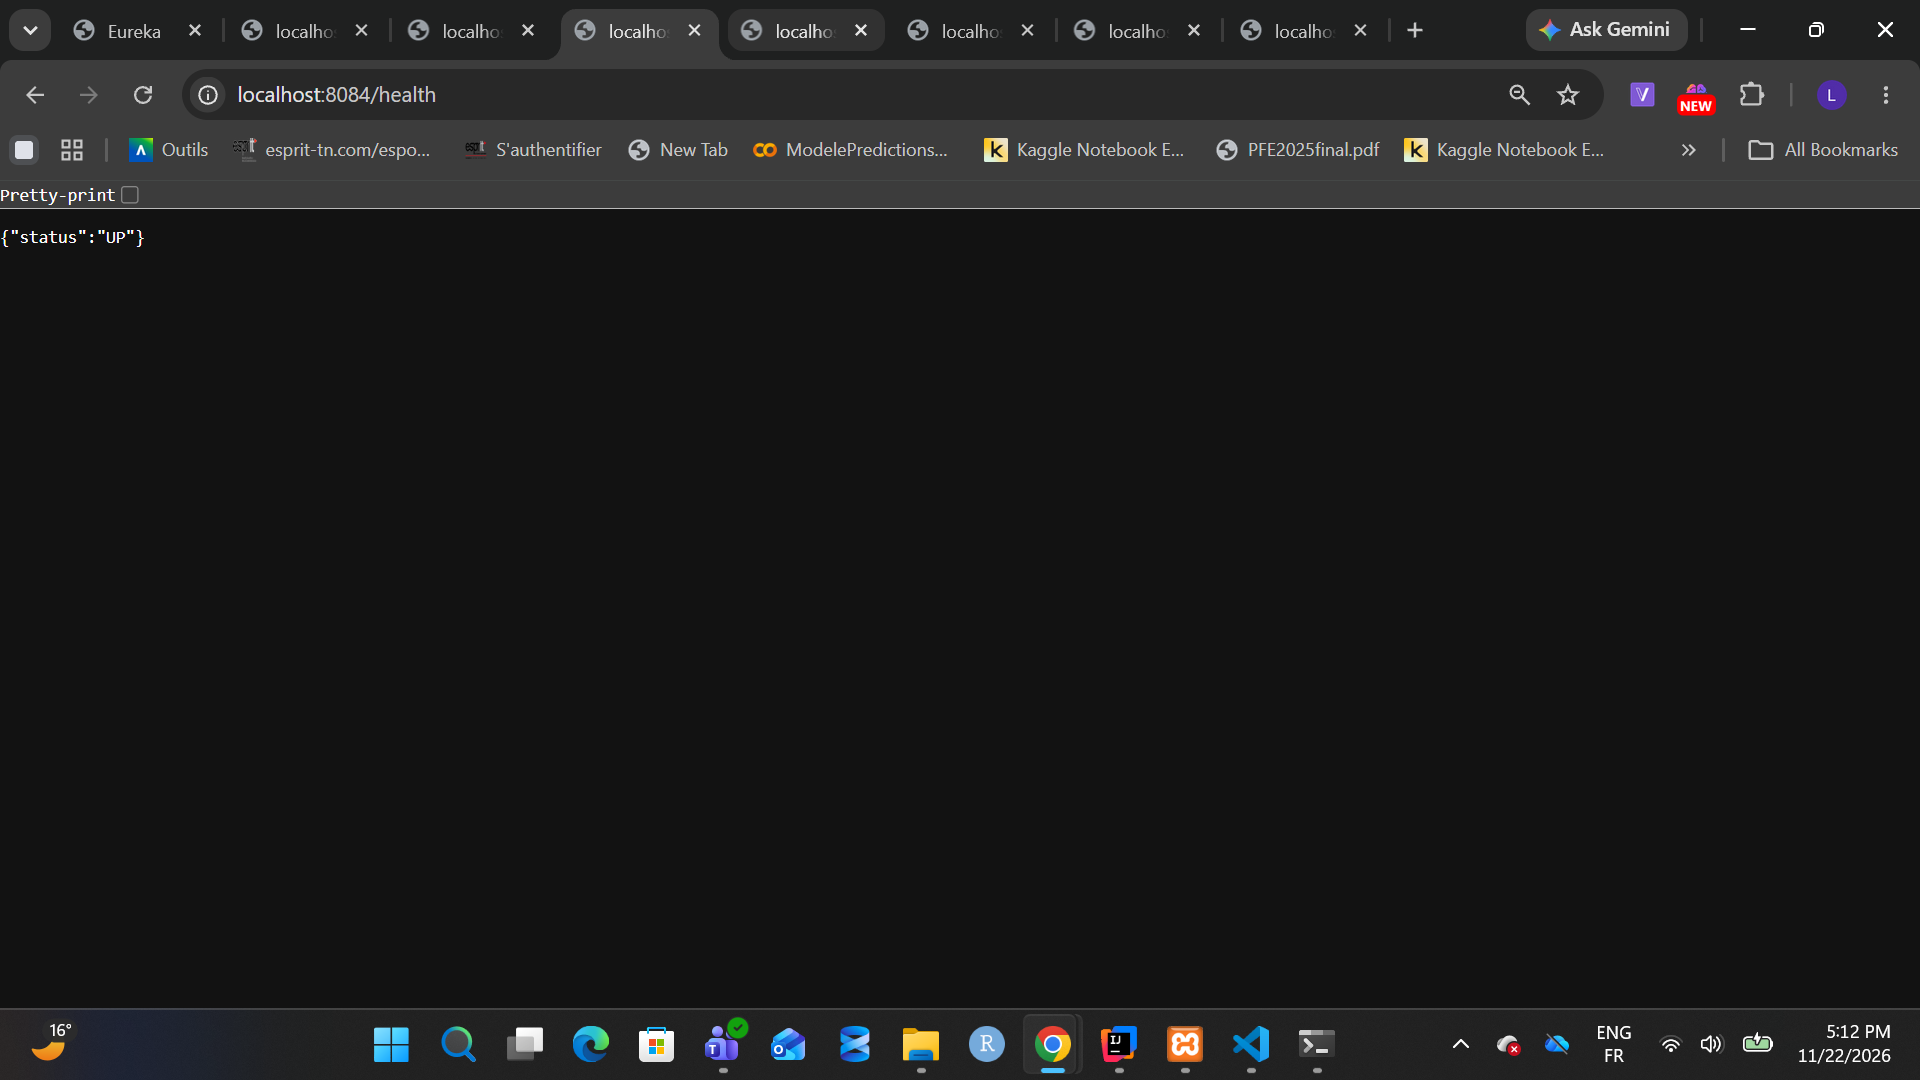 Eureka
localho
localho
localho
localho
localho
localho
localho
Ask Gemini
localhost:8084/health
NEW
L
Outils
esprit-tn.com/espo...
S'authentifier
New Tab
ModelePredictions...
Kaggle Notebook E...
PFE2025final.pdf
Kaggle Notebook E...
All Bookmarks
Pretty-print
{"status":"UP"}
16°
ENG
FR
5:12 PM
11/22/2026